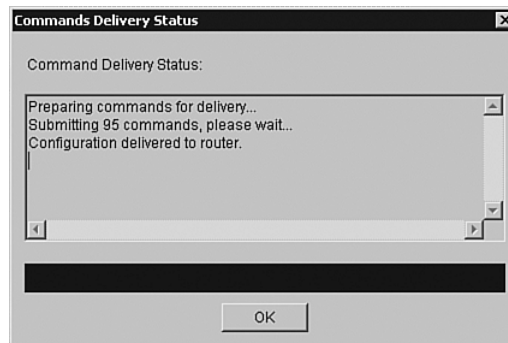 Commands Delivery Status
Command Delivery Status:
Preparing commands for delivery...
Submitting 95 commands, please wait...
Configuration delivered to router.
OK